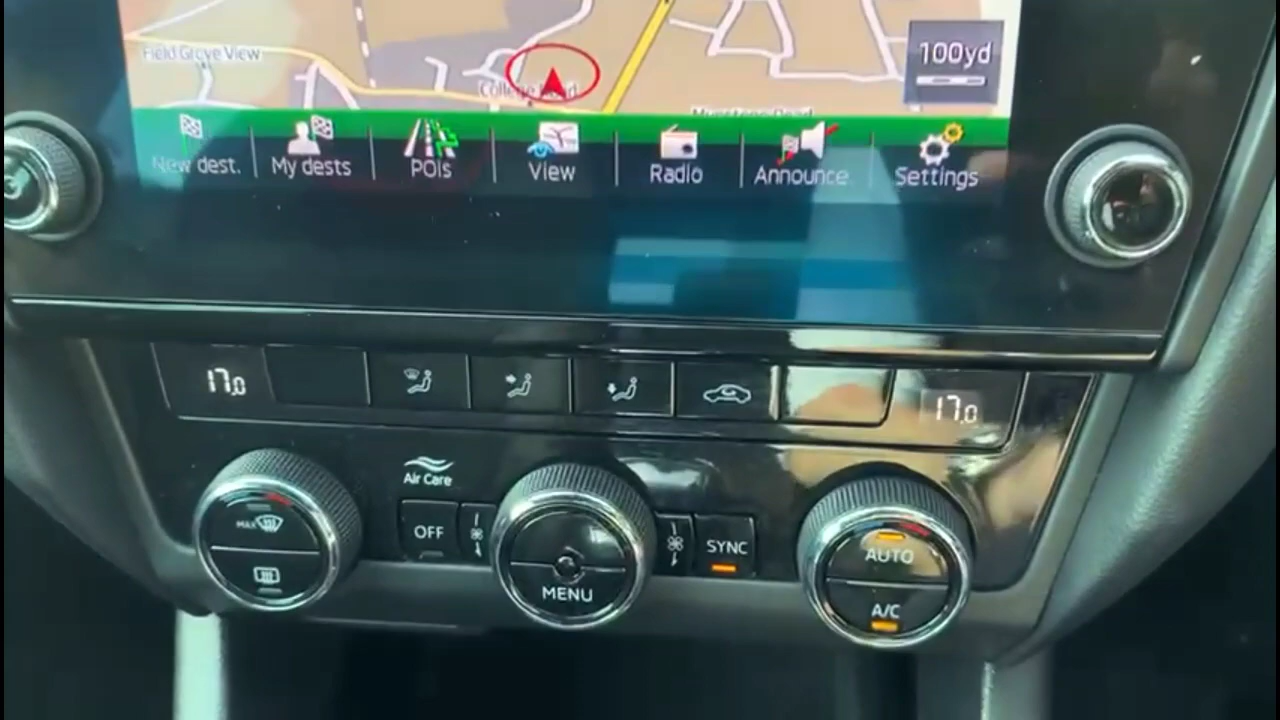 Field Grove View
100yd
College Road
New dest.
My dests
POIs
View
Radio
Announce.
Settings
17.0
17.0
Air Care
MAX
OFF
SYNC
AUTO
MENU
A/C